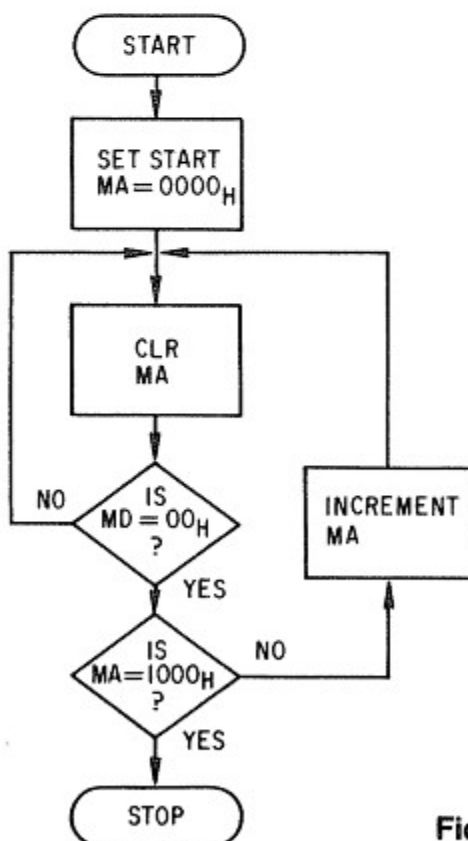 START
SET START
MA = 0000H
CLR
MA
IS
MD = 00H
?
NO
YES
INCREMENT
MA
IS
MA = 1000H
?
NO
YES
STOP